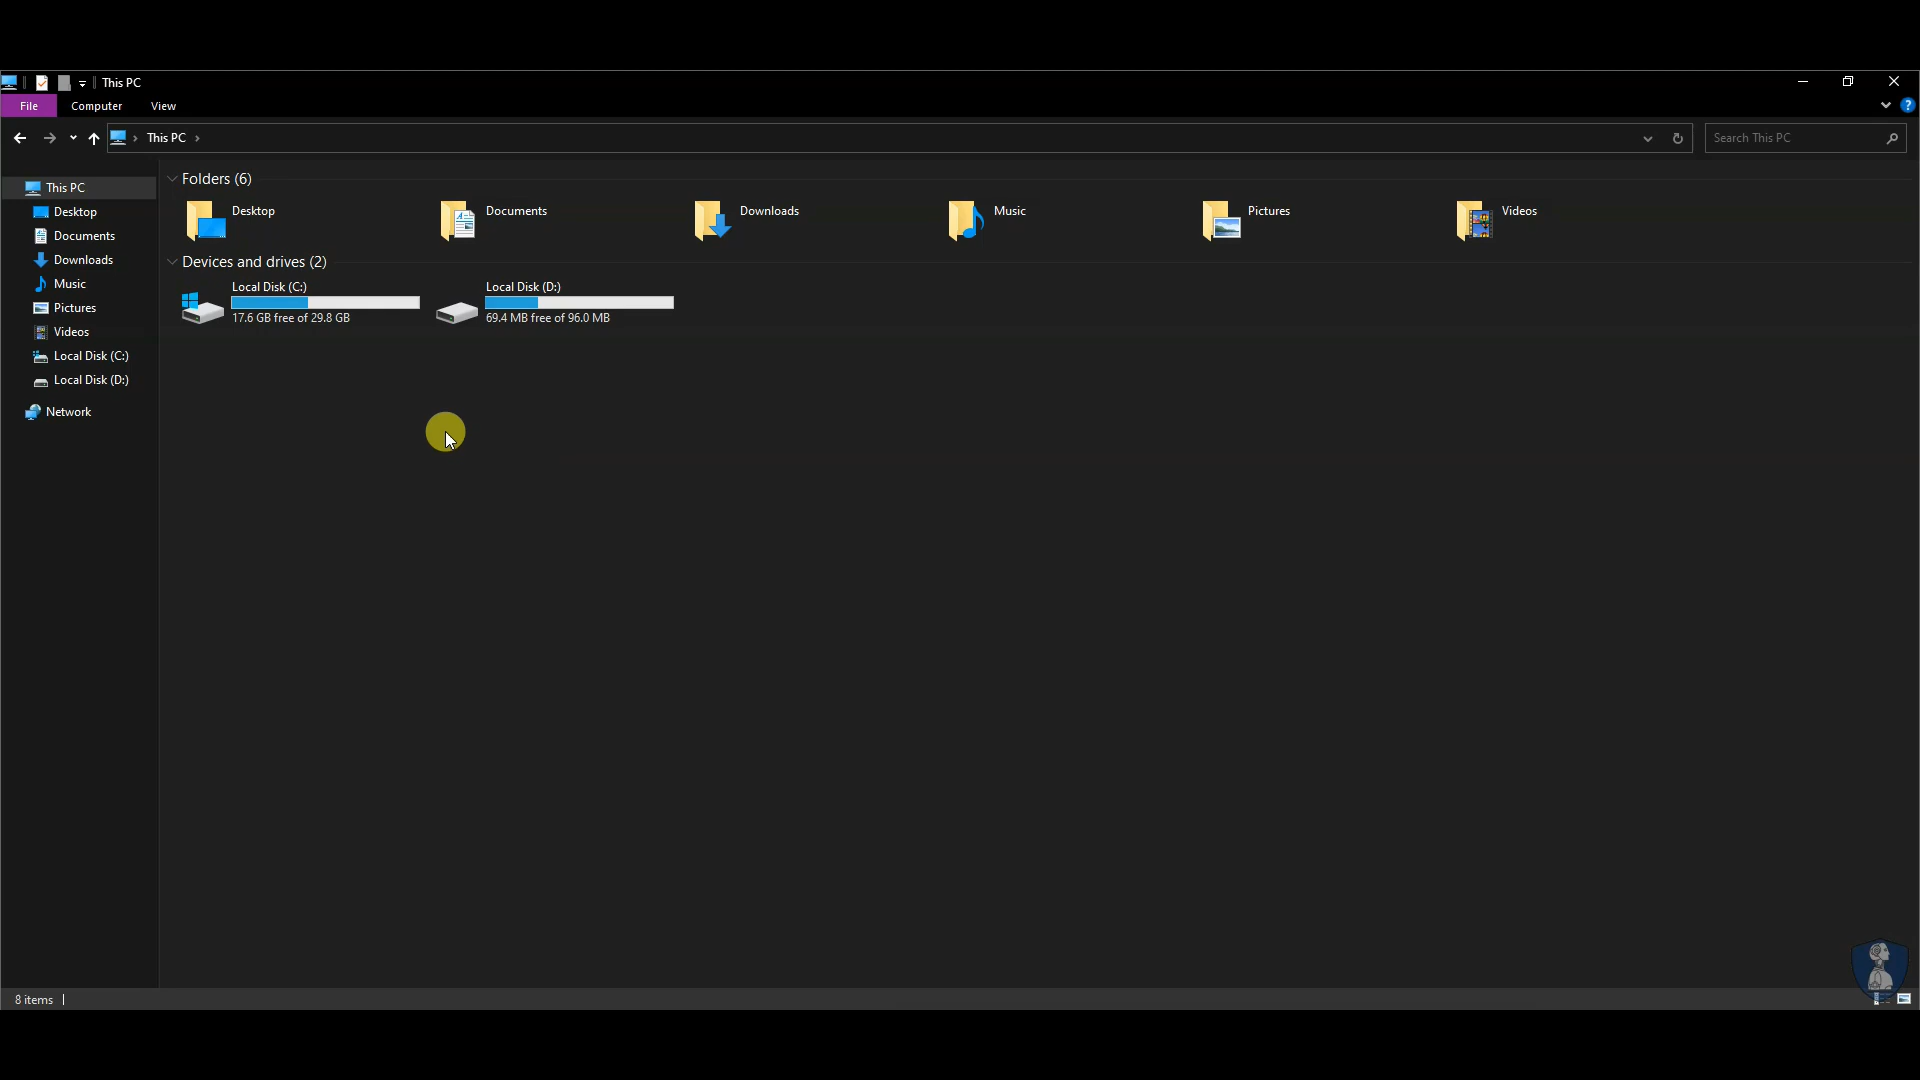 This PC
File Computer View
This PC
Search This PC
This PC
Desktop
Documents
Downloads
Music
Pictures
Videos
Local Disk (C:)
Local Disk (D:)
Network
Folders (6)
Desktop
Documents
Downloads
Music
Pictures
Videos
Devices and drives (2)
Local Disk (C:)
17.6 GB free of 29.8 GB
Local Disk (D:)
69.4 MB free of 96.0 MB
8 items